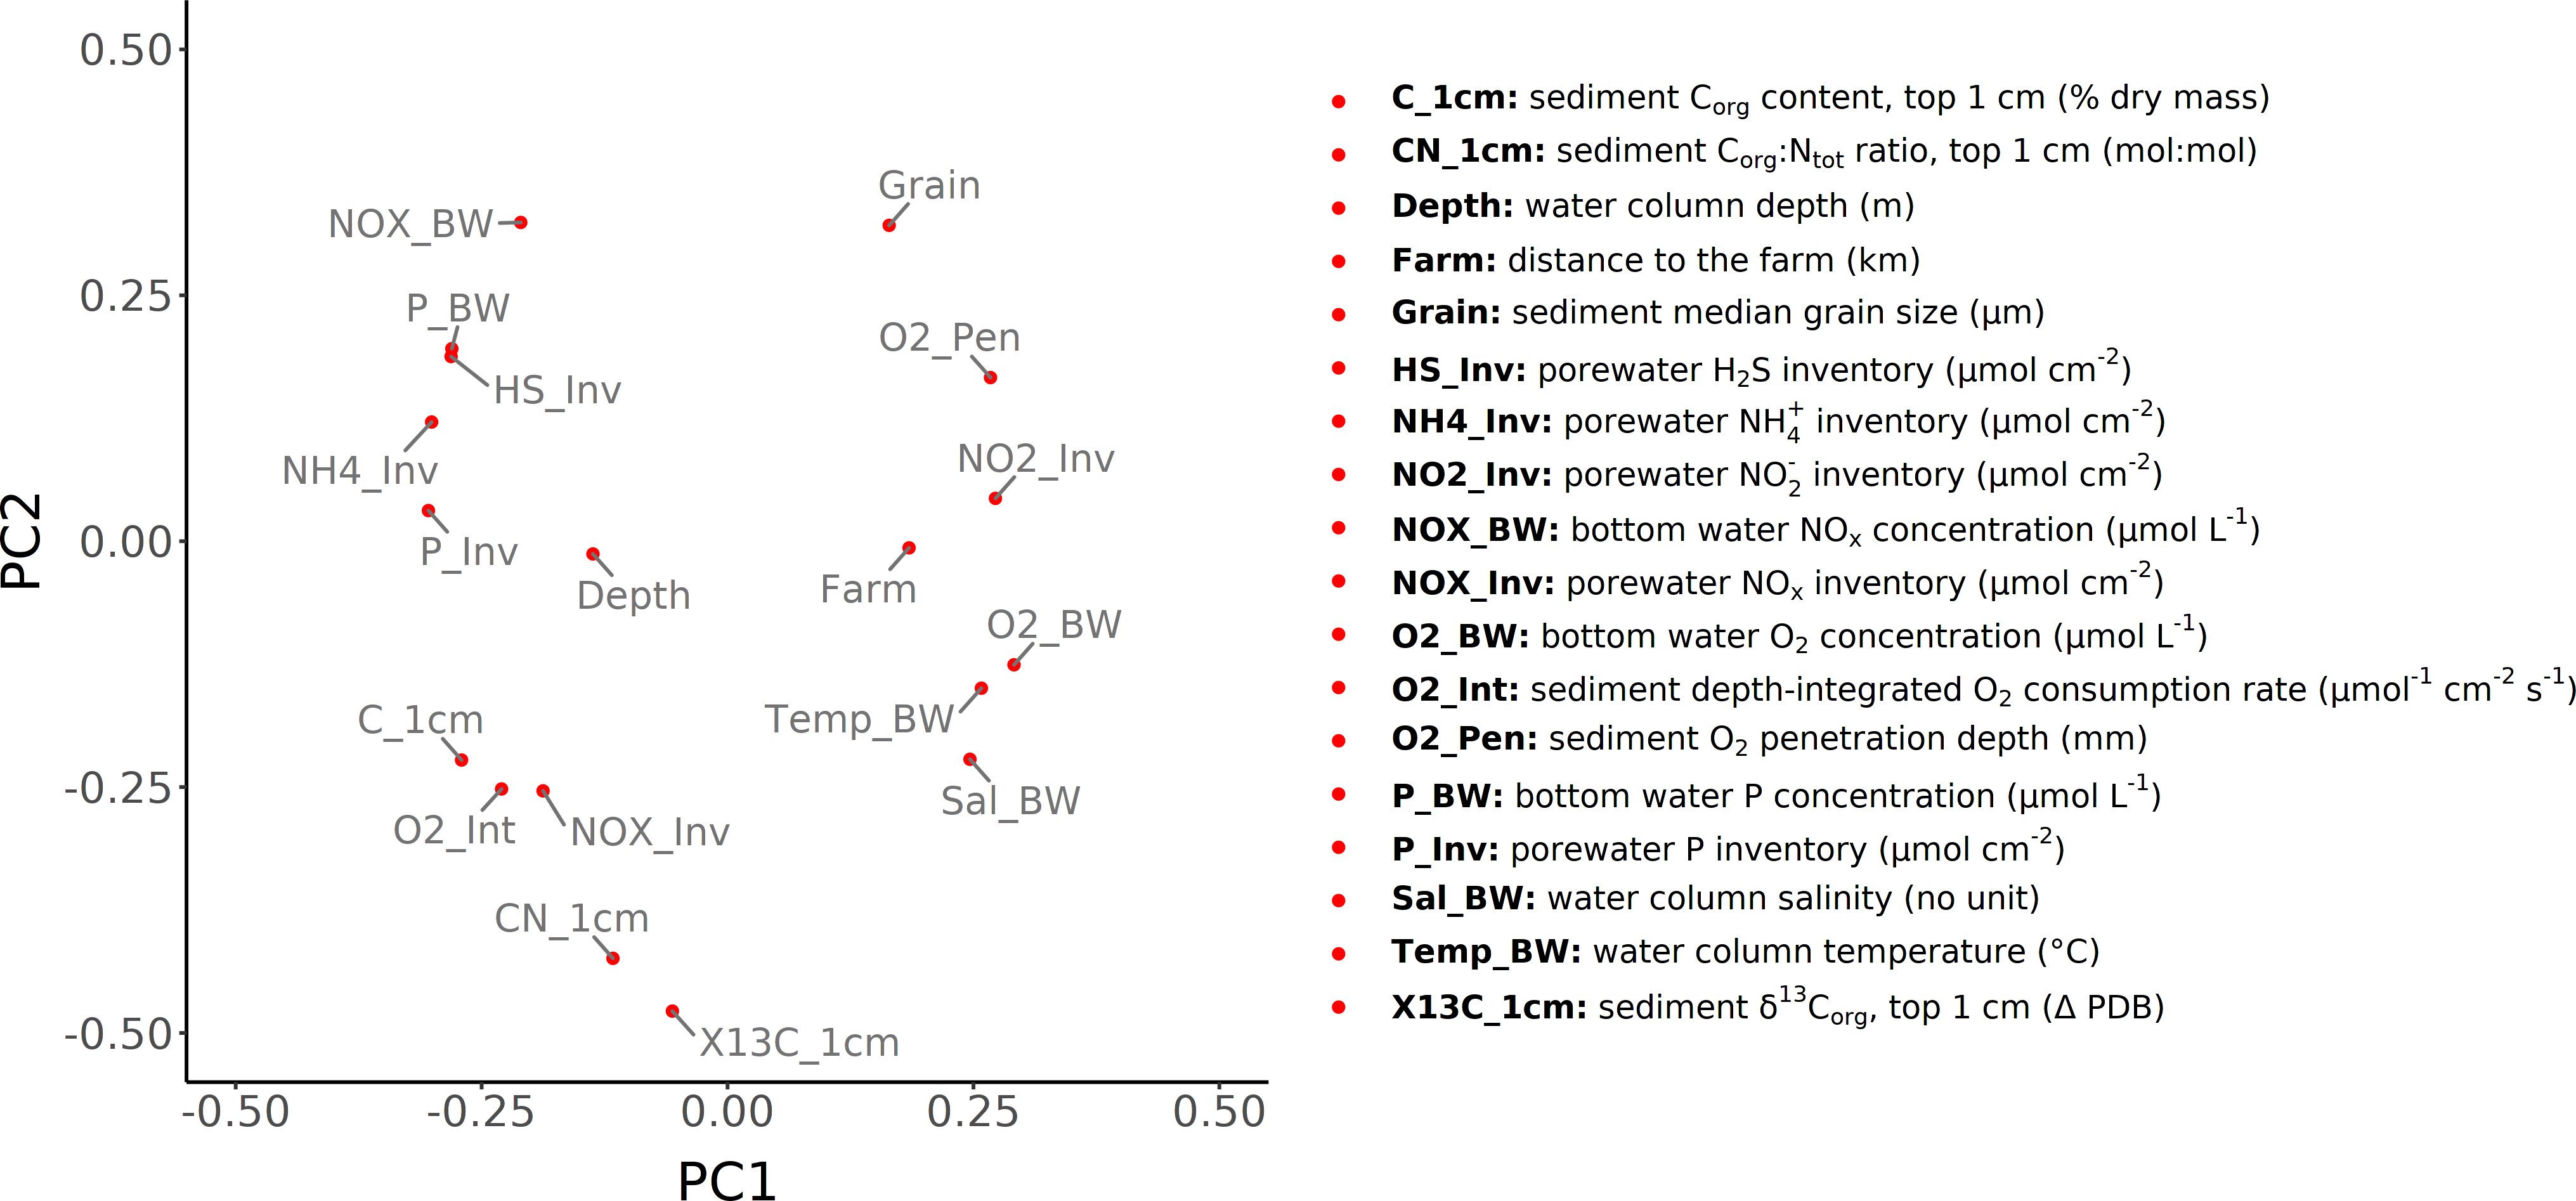 0.50
0.25
0.00
-0.25
-0.50
PC2
NOX_BW
Grain
P_BW
O2_Pen
HS_Inv
NH4_Inv
NO2_Inv
P_Inv
Depth
Farm
O2_BW
Temp_BW
C_1cm
Sal_BW
O2_Int
NOX_Inv
CN_1cm
X13C_1cm
-0.50 -0.25 0.00 0.25 0.50
PC1
C_1cm: sediment Corg content, top 1 cm (% dry mass)
CN_1cm: sediment Corg:Ntot ratio, top 1 cm (mol:mol)
Depth: water column depth (m)
Farm: distance to the farm (km)
Grain: sediment median grain size (µm)
HS_Inv: porewater H₂S inventory (µmol cm⁻²)
NH4_Inv: porewater NH₄⁺ inventory (µmol cm⁻²)
NO2_Inv: porewater NO₂⁻ inventory (µmol cm⁻²)
NOX_BW: bottom water NOₓ concentration (µmol L⁻¹)
NOX_Inv: porewater NOₓ inventory (µmol cm⁻²)
O2_BW: bottom water O₂ concentration (µmol L⁻¹)
O2_Int: sediment depth-integrated O₂ consumption rate (µmol⁻¹ cm⁻² s⁻¹)
O2_Pen: sediment O₂ penetration depth (mm)
P_BW: bottom water P concentration (µmol L⁻¹)
P_Inv: porewater P inventory (µmol cm⁻²)
Sal_BW: water column salinity (no unit)
Temp_BW: water column temperature (°C)
X13C_1cm: sediment δ¹³Corg, top 1 cm (Δ PDB)